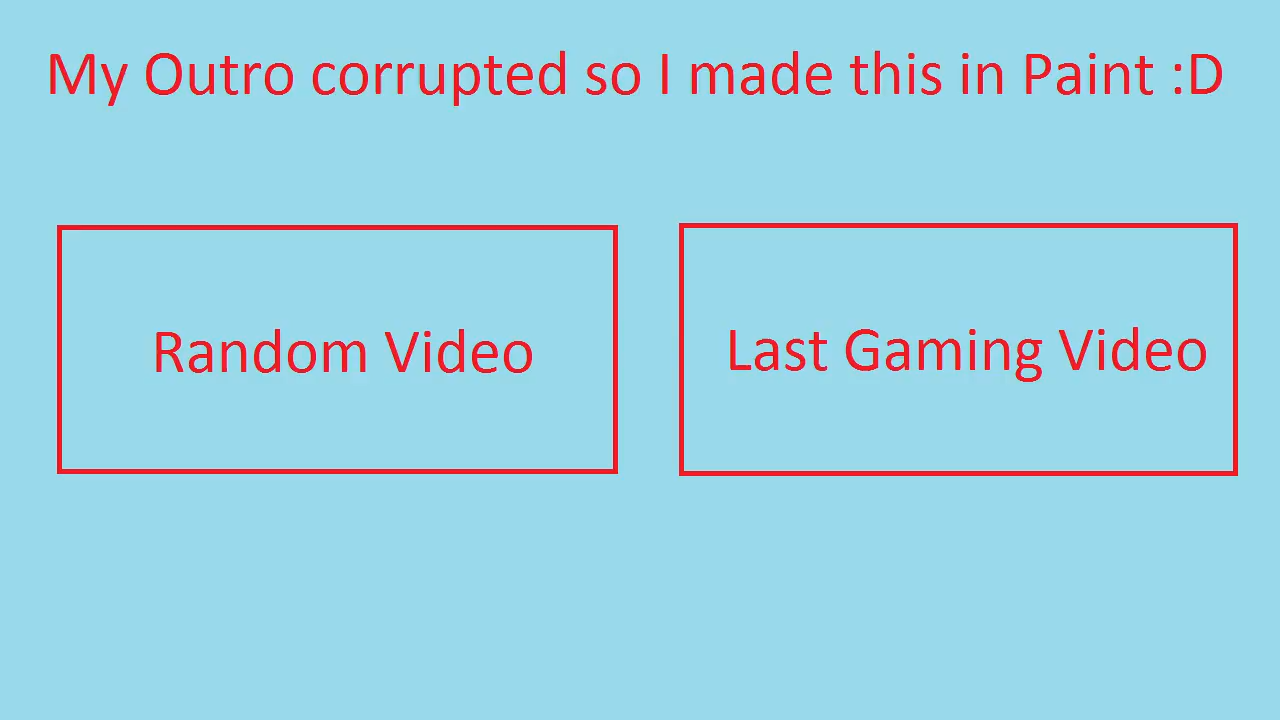 My Outro corrupted so I made this in Paint :D
Random Video
Last Gaming Video